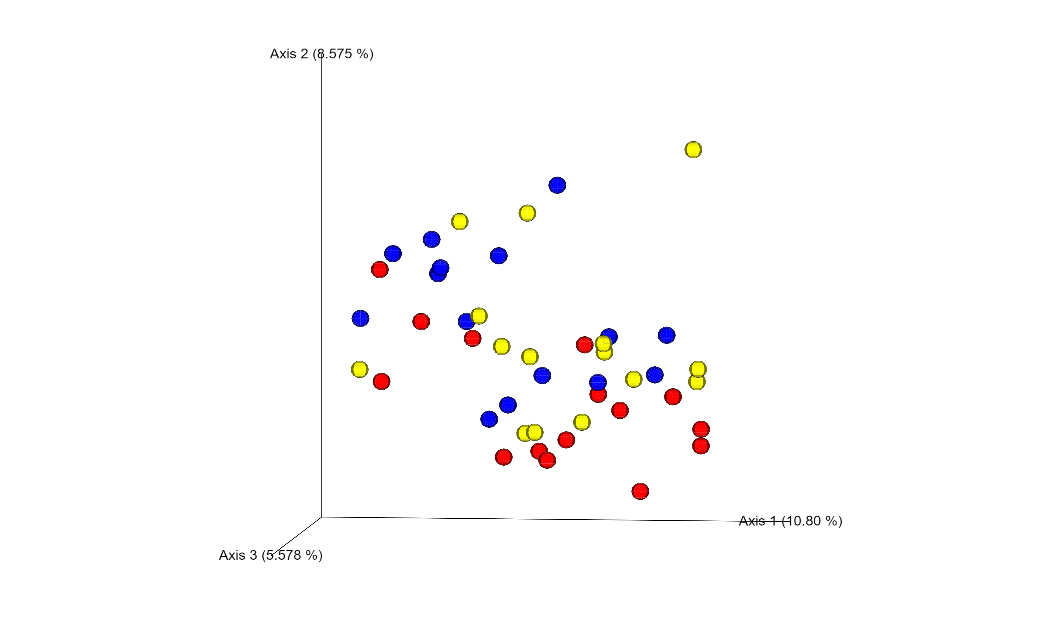 Axis 2 (8.575 %)
Axis 1 (10.80 %)
Axis 3 (5.578 %)